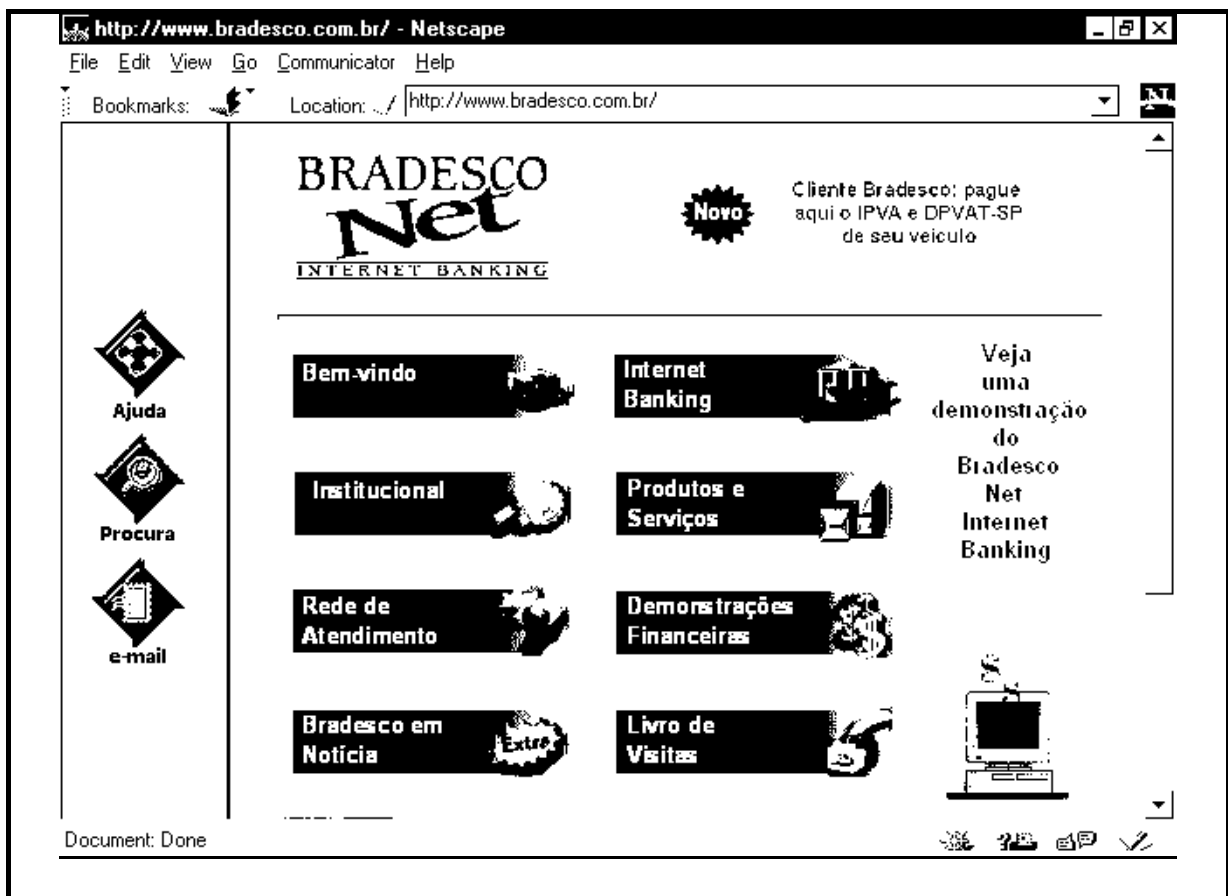 http://www.bradesco.com.br/ - Netscape
File Edit View Go Communicator Help
Bookmarks: Location: http://www.bradesco.com.br/
BRADESCO
Net
INTERNET BANKING
Novo
Cliente Bradesco: pague
aqui o IPVA e DPVAT-SP
de seu veiculo
Ajuda
Procura
e-mail
Bem-vindo
Internet
Banking
Institucional
Produtos e
Serviços
Rede de
Atendimento
Demonstrações
Financeiras
Bradesco em
Notícia
Extra
Livro de
Visitas
Veja
uma
demonstração
do
Bradesco
Net
Internet
Banking
S
S
Document: Done